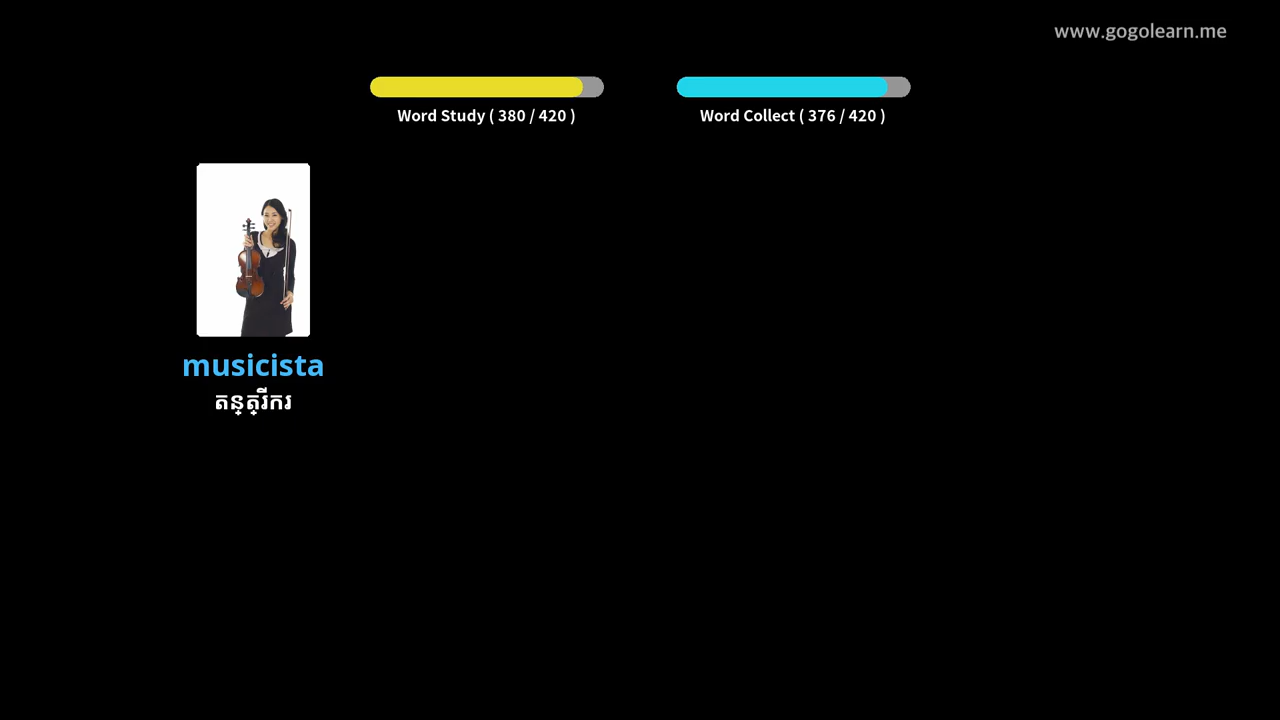 www.gogolearn.me
Word Study ( 380 / 420 )
Word Collect ( 376 / 420 )
musicista
តន្ត្រីករ